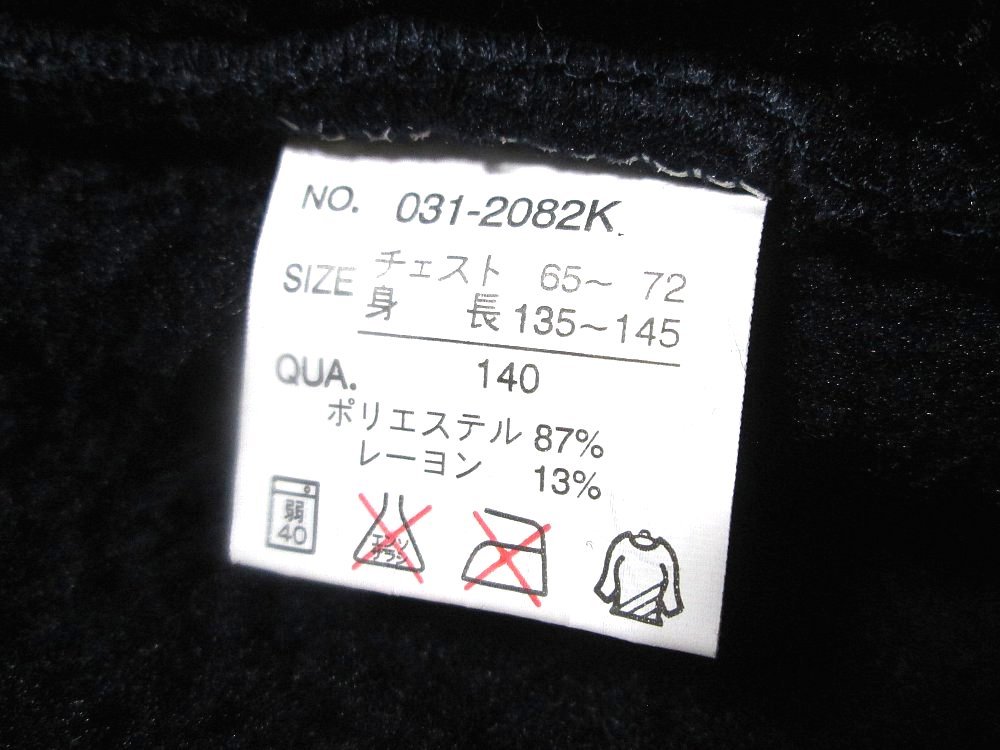 NO. 031-2082K.
SIZE チェスト 65~ 72
身 長 135~145
140
QUA.
ポリエステル 87%
レーヨン 13%
弱
40
エンソ
サラシ